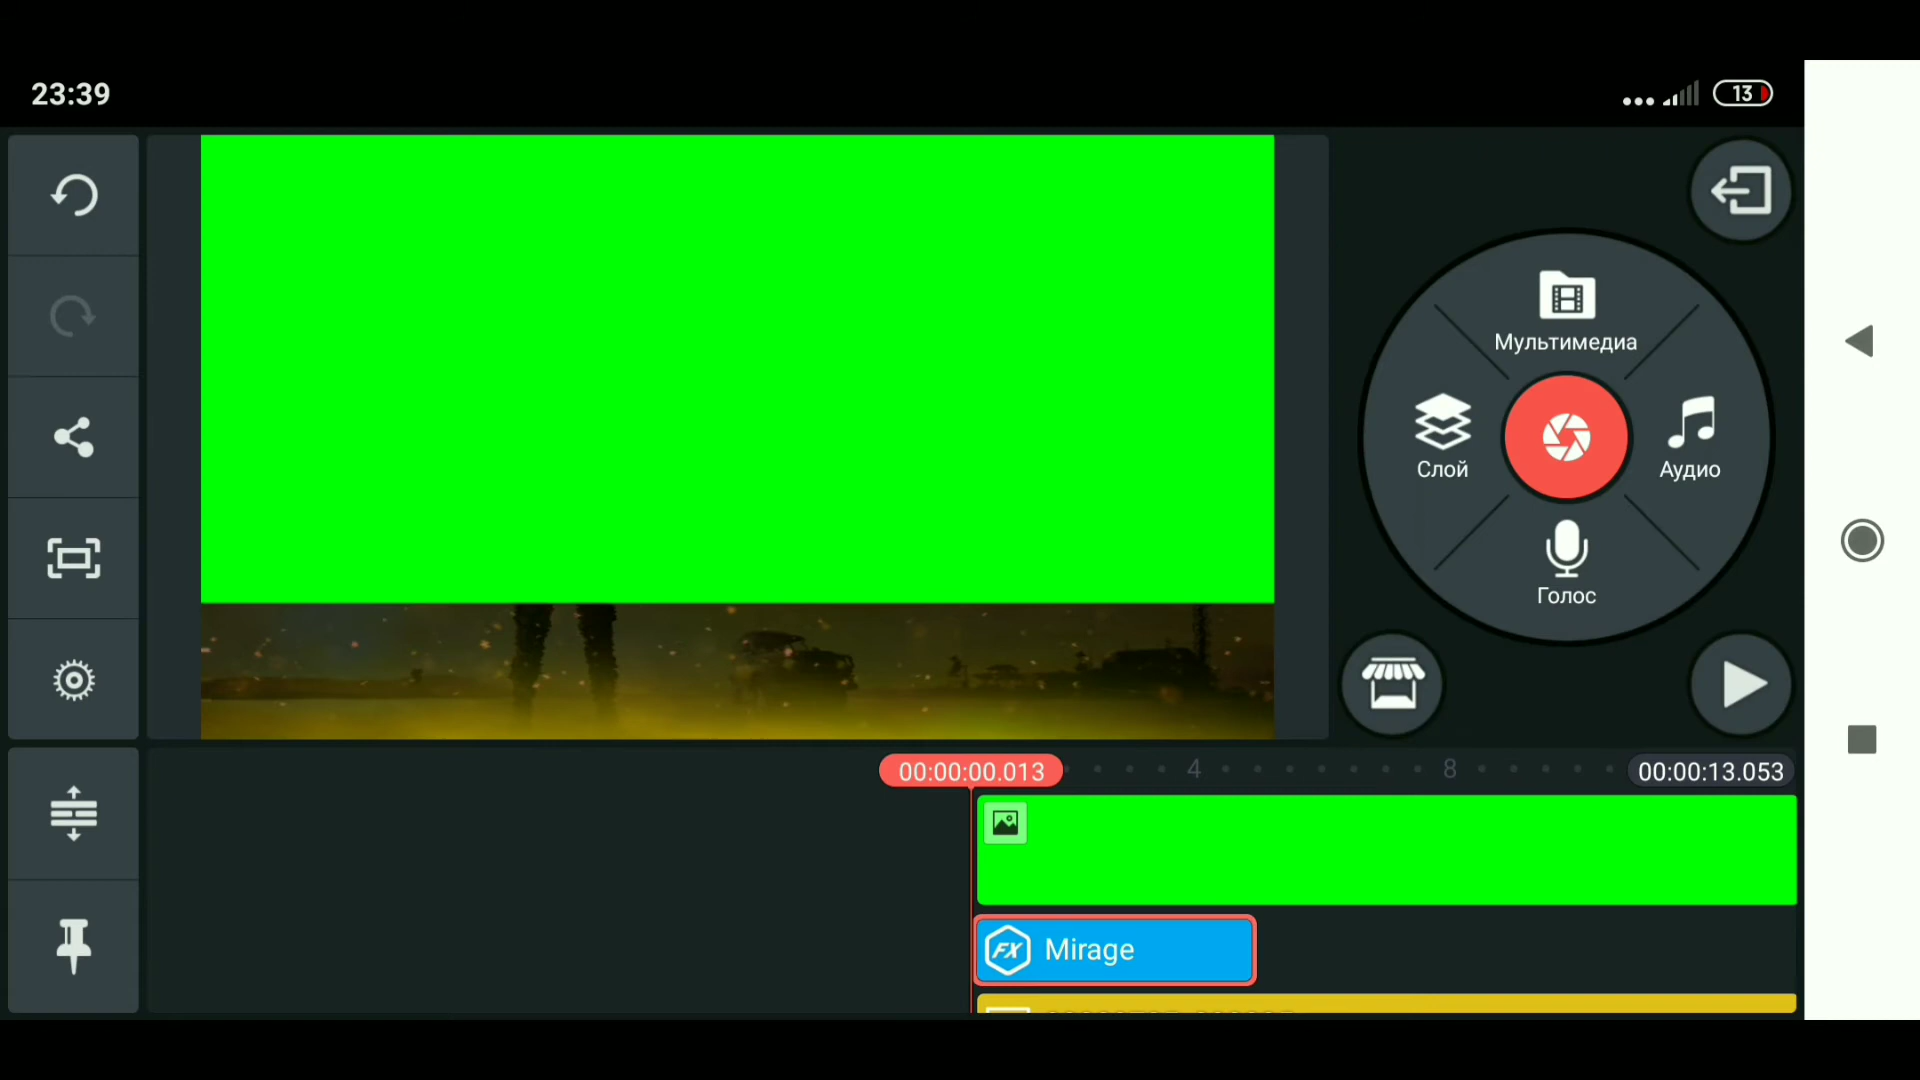 23:39
13
Мультимедиа
Слой
Аудио
Голос
00:00:00.013
4
8
00:00:13.053
FX Mirage